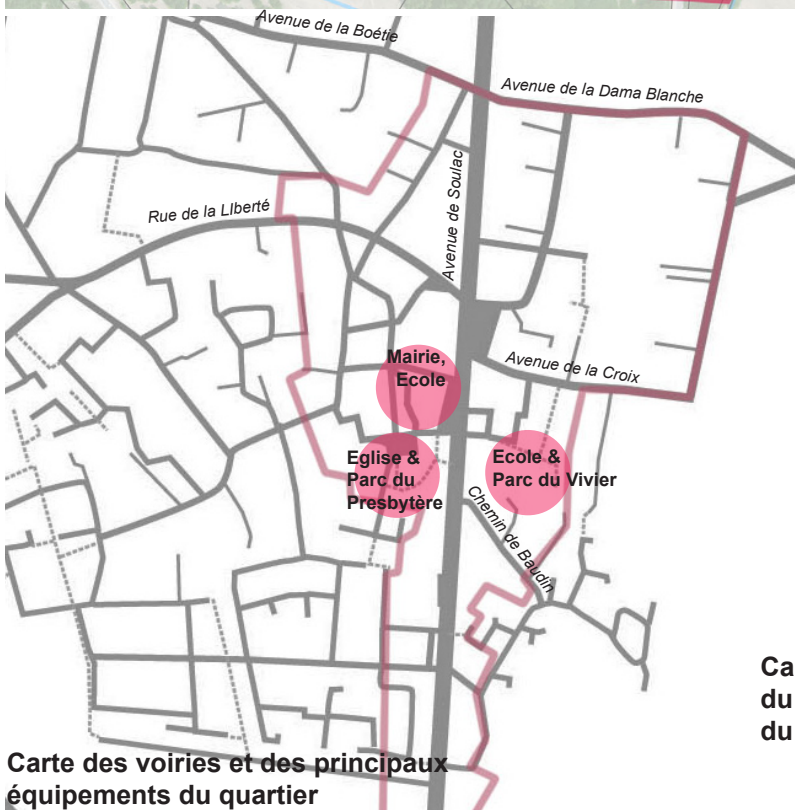 Avenue de la Boétie
Avenue de la Dama Blanche
Avenue de Soulac
Rue de la LIberté
Avenue de la Croix
Mairie,
Ecole
Eglise &
Parc du
Presbytère
Ecole &
Parc du Vivier
Chemin de Baudin
Ca
du
du
Carte des voiries et des principaux
équipements du quartier